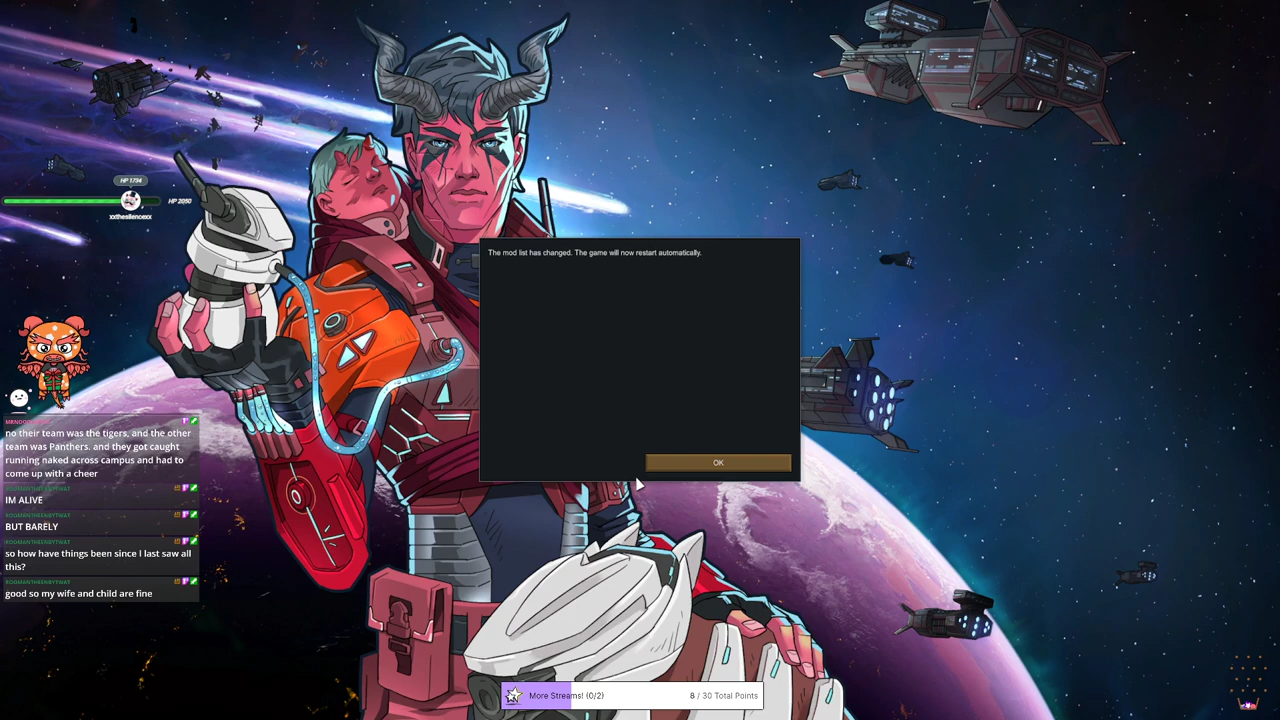 HP 1734
HP 2050
xxthesilencexx
The mod list has changed. The game will now restart automatically.
OK
no their team was the tigers, and the other
team was Panthers. and they got caught
running naked across campus and had to
come up with a cheer
IM ALIVE
BUT BARELY
so how have things been since I last saw all
this?
good so my wife and child are fine
More Streams! (0/2)
8 / 30 Total Points